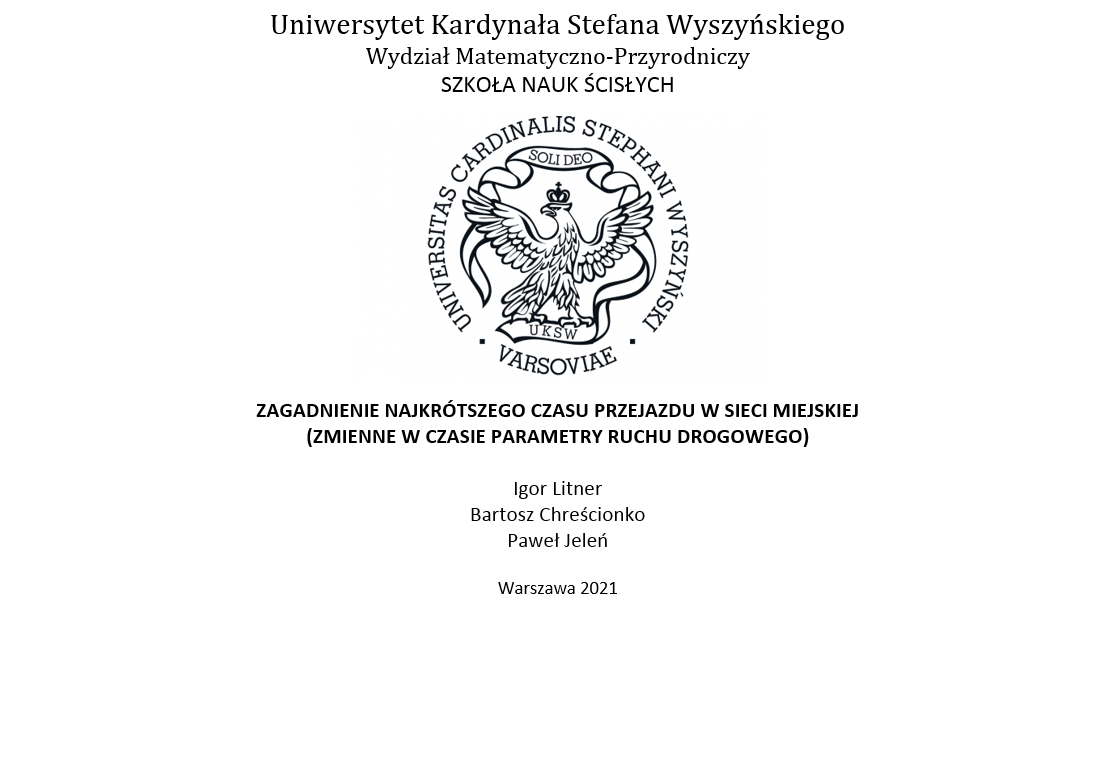 Uniwersytet Kardynała Stefana Wyszyńskiego
Wydział Matematyczno-Przyrodniczy
SZKOŁA NAUK ŚCISŁYCH
UNIVERSITAS CARDINALIS STEPHANI WYSZYŃSKI
SOLI DEO
UKSW
VARSOVIAE
ZAGADNIENIE NAJKRÓTSZEGO CZASU PRZEJAZDU W SIECI MIEJSKIEJ
(ZMIENNE W CZASIE PARAMETRY RUCHU DROGOWEGO)
Igor Litner
Bartosz Chreścionko
Paweł Jeleń
Warszawa 2021